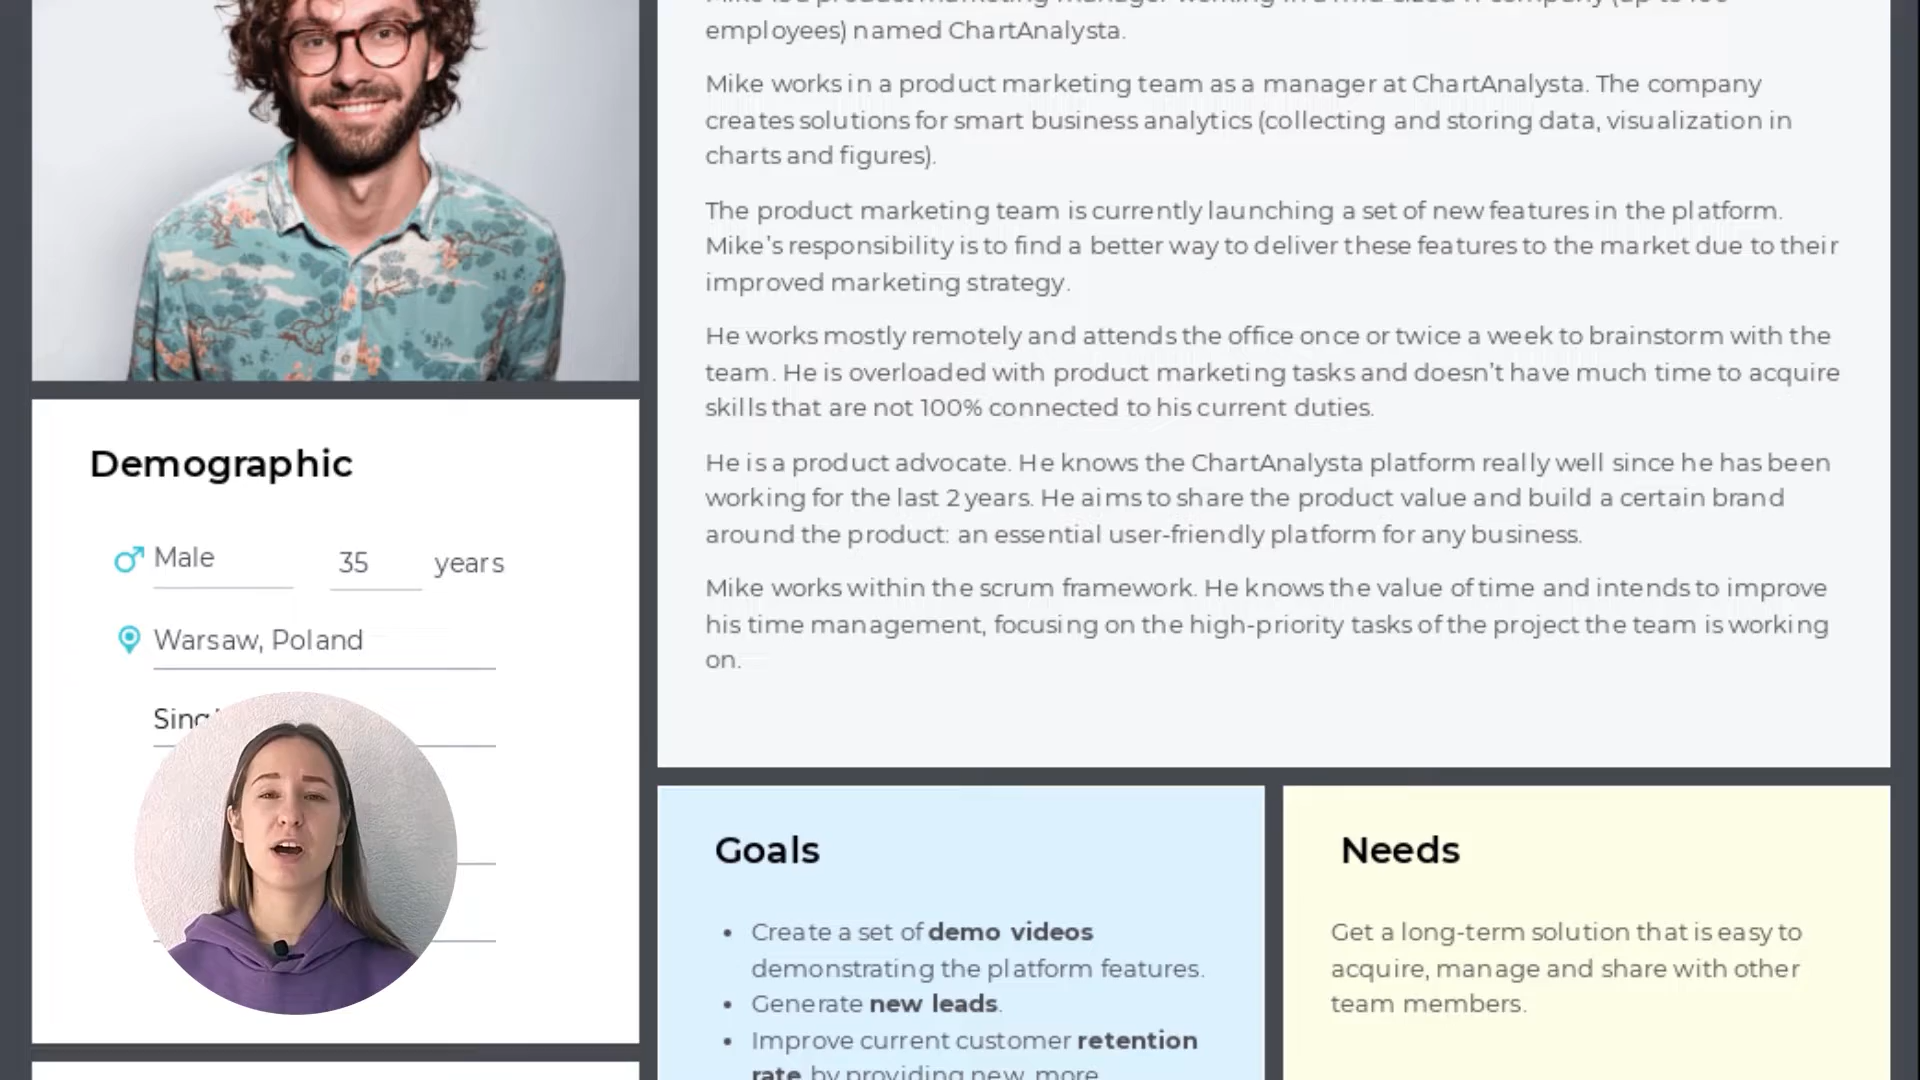 employees) named ChartAnalysta.
Mike works in a product marketing team as a manager at ChartAnalysta. The company
creates solutions for smart business analytics (collecting and storing data, visualization in
charts and figures).
The product marketing team is currently launching a set of new features in the platform.
Mike’s responsibility is to find a better way to deliver these features to the market due to their
improved marketing strategy.
He works mostly remotely and attends the office once or twice a week to brainstorm with the
team. He is overloaded with product marketing tasks and doesn’t have much time to acquire
skills that are not 100% connected to his current duties.
He is a product advocate. He knows the ChartAnalysta platform really well since he has been
working for the last 2 years. He aims to share the product value and build a certain brand
around the product: an essential user-friendly platform for any business.
Mike works within the scrum framework. He knows the value of time and intends to improve
his time management, focusing on the high-priority tasks of the project the team is working
on.
Demographic
Male 35 years
Warsaw, Poland
Goals
• Create a set of demo videos
demonstrating the platform features.
• Generate new leads.
• Improve current customer retention
rate by providing new, more
Needs
Get a long-term solution that is easy to
acquire, manage and share with other
team members.